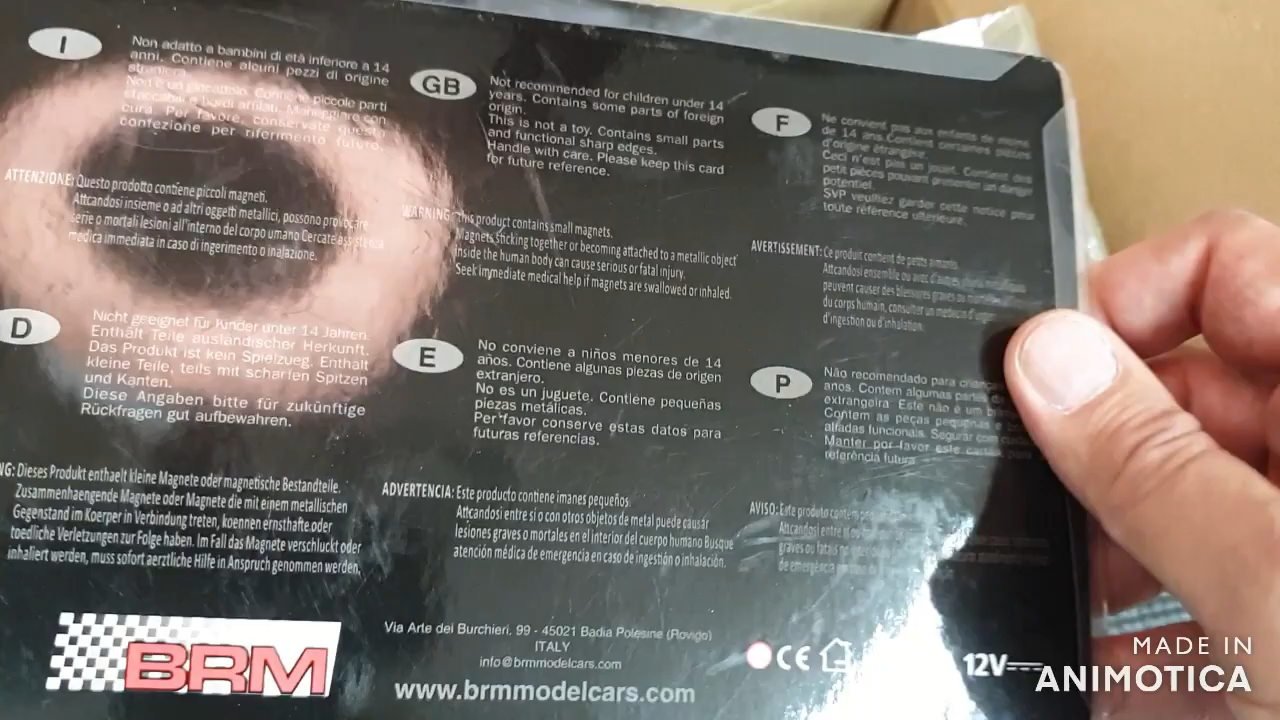 I
Non adatto a bambini di età inferiore a 14
anni. Contiene alcuni pezzi di origine
straniera.
Non è un giocattolo. Contiene piccole parti
staccabili e bordi affilati. Maneggiare con
cura. Per favore, conservate questa
confezione per riferimento futuro.
ATTENZIONE: Questo prodotto contiene piccoli magneti.
Attcandosi insieme o ad altri oggetti metallici, possono provocare
serie o mortali lesioni all'interno del corpo umano Cercate assistenza
medica immediata in caso di ingerimento o inalazione.
GB
Not recommended for children under 14
years. Contains some parts of foreign
origin.
This is not a toy. Contains small parts
and functional sharp edges.
Handle with care. Please keep this card
for future reference.
WARNING: This product contains small magnets.
Magnets sticking together or becoming attached to a metallic object
inside the human body can cause serious or fatal injury.
Seek immediate medical help if magnets are swallowed or inhaled.
F
Ne convient pas aux enfants de moins
de 14 ans Contient certaines pièces
d'origine étrangère.
Ceci n'est pas un jouet. Contient des
petit pièces pouvant présenter un danger
potentiel.
SVP veuillez garder cette notice pour
toute référence ultérieure.
AVERTISSEMENT: Ce produit contient de petits aimants.
Attcandosi ensemble ou avec d'autres
peuvent causer des blessures graves ou
du corps humain, consulter un médecin
d'ingestion ou d'inhalation.
D
Nicht geeignet für Kinder unter 14 Jahren.
Enthält Teile ausländischer Herkunft.
Das Produkt ist kein Spielzueg. Enthält
kleine Teile, teils mit scharfen Spitzen
und Kanten.
Diese Angaben bitte für zukünftige
Rückfragen gut aufbewahren.
NG: Dieses Produkt enthaelt kleine Magnete oder magnetische Bestandteile.
Zusammenhaengende Magnete oder Magnete die mit einem metallischen
Gegenstand im Koerper in Verbindung treten, koennen ernsthafte oder
toedliche Verletzungen zur Folge haben. Im Fall das Magnete verschluckt oder
inhaliert werden, muss sofort aerztliche Hilfe in Anspruch genommen werden.
E
No conviene a niños menores de 14
años. Contiene algunas piezas de origen
extranjero.
No es un juguete. Contiene pequeñas
piezas metálicas.
Per favor conserve estas datos para
futuras referencias.
ADVERTENCIA: Este producto contiene imanes pequeños.
Attcandosi entre si o con otros objetos de metal puede causar
lesiones graves o mortales en el interior del cuerpo humano Busque
atención médica de emergencia en caso de ingestión o inhalación.
P
Não recomendado para
anos. Contem algumas partes
extrangeira. Este não é um
Contem as peças pequenas e
afiadas funcionais. Segurar com
Manter por favor este
referência futura.
AVISO: Este produto
Attcandosi entre si
graves ou fatais no
de emergência
BRM
Via Arte dei Burchieri, 99 - 45021 Badia Polesine (Rovigo)
ITALY
info@brmmodelcars.com
www.brmmodelcars.com
CE
12V
MADE IN
ANIMOTICA